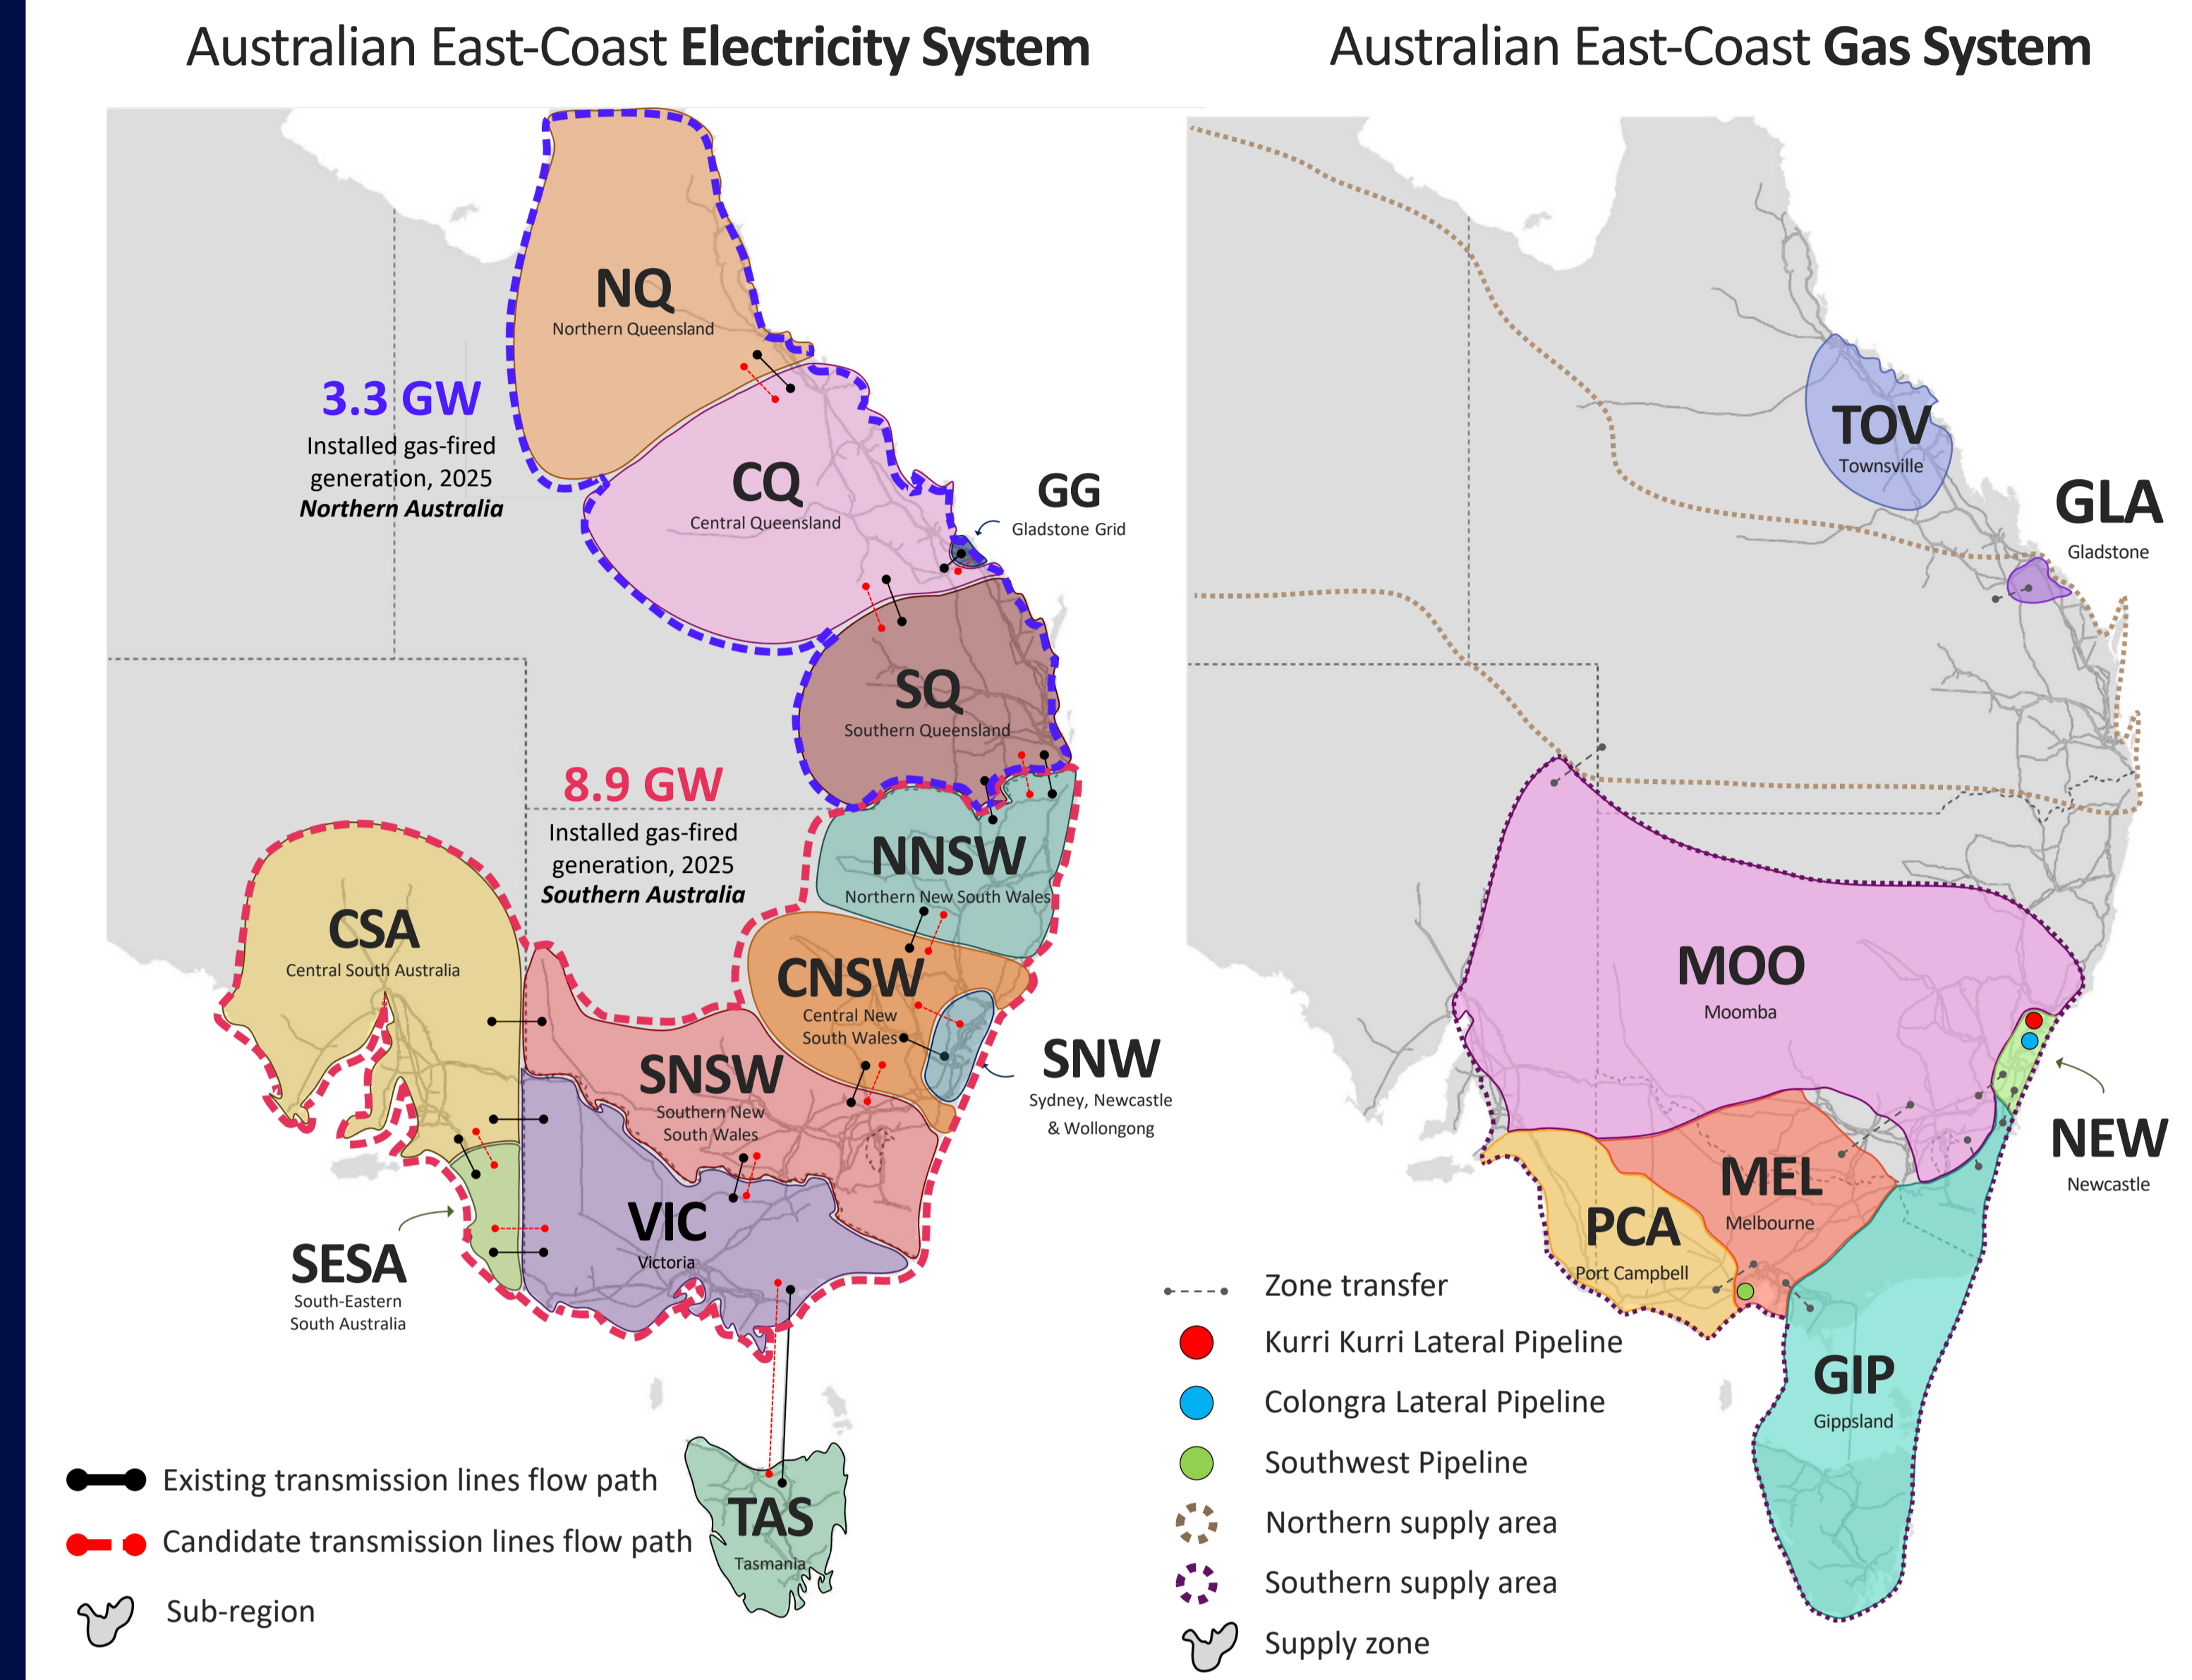 Australian East-Coast Electricity System
NQ
Northern Queensland
3.3 GW
Installed gas-fired
generation, 2025
Northern Australia
CQ
Central Queensland
GG
Gladstone Grid
SQ
Southern Queensland
8.9 GW
Installed gas-fired
generation, 2025
Southern Australia
NNSW
Northern New South Wales
CSA
Central South Australia
CNSW
Central New
South Wales
SNSW
Southern New
South Wales
SNW
Sydney, Newcastle
& Wollongong
VIC
Victoria
SESA
South-Eastern
South Australia
TAS
Tasmania
Existing transmission lines flow path
Candidate transmission lines flow path
Sub-region
Australian East-Coast Gas System
TOV
Townsville
GLA
Gladstone
MOO
Moomba
NEW
Newcastle
MEL
Melbourne
PCA
Port Campbell
GIP
Gippsland
Zone transfer
Kurri Kurri Lateral Pipeline
Colongra Lateral Pipeline
Southwest Pipeline
Northern supply area
Southern supply area
Supply zone